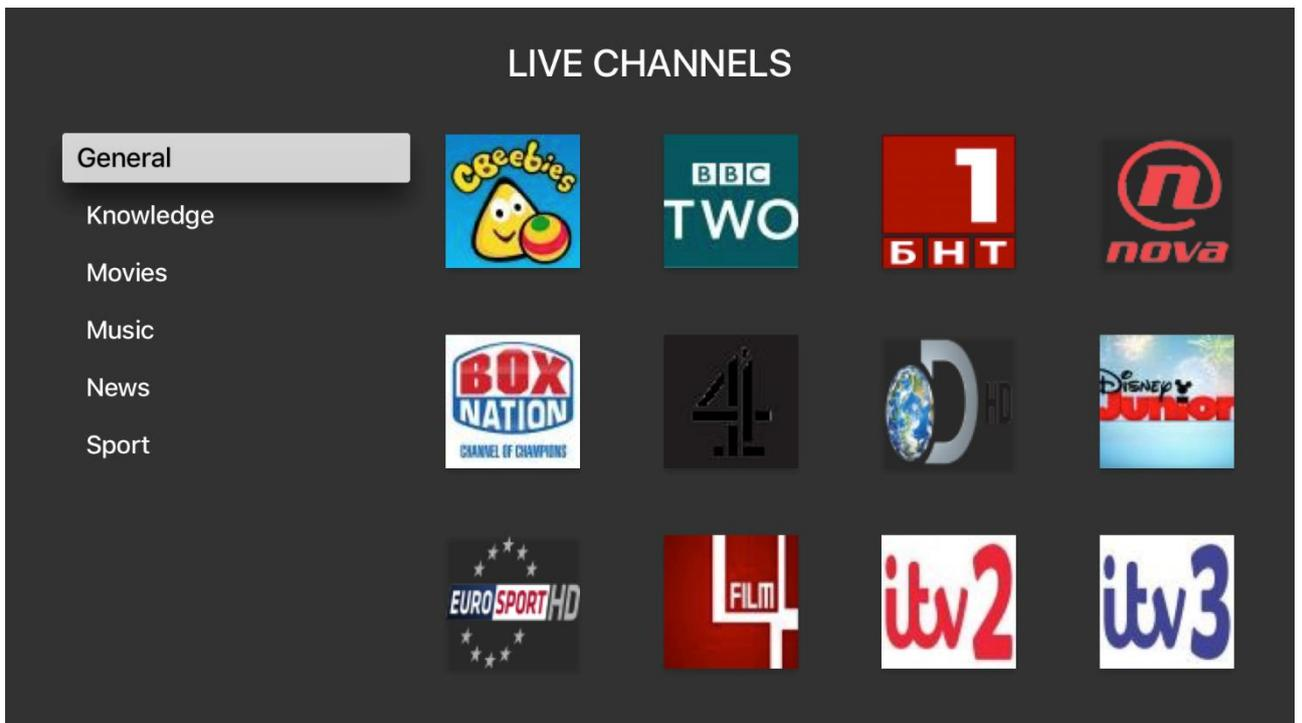 LIVE CHANNELS
General
Knowledge
Movies
Music
News
Sport
CBeebies
BBC
TWO
1
БНТ
n
nova
BOX
NATION
CHANNEL OF CHAMPIONS
4
D HD
Disney
Junior
EUROSPORT HD
FILM
4
itv2
itv3